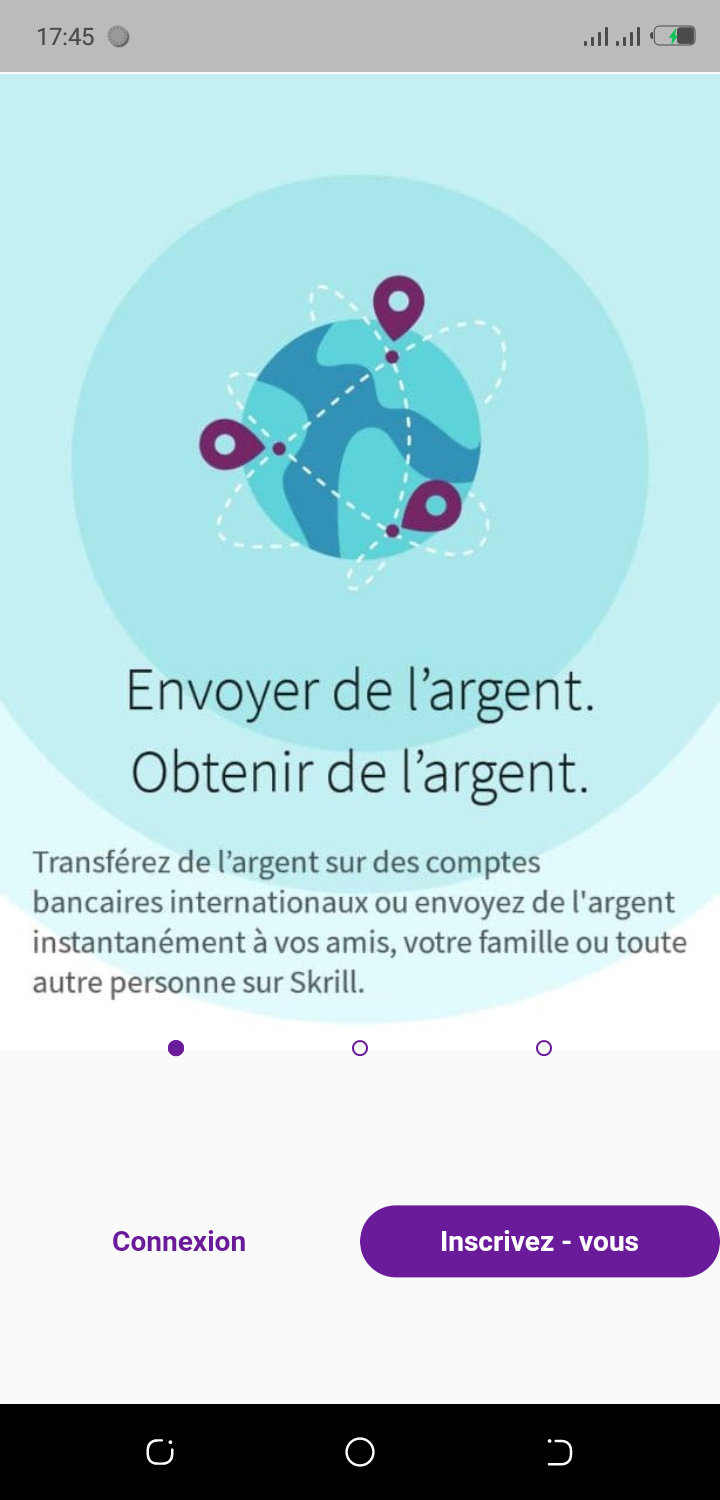 17:45
Envoyer de l’argent.
Obtenir de l’argent.
Transférez de l’argent sur des comptes
bancaires internationaux ou envoyez de l'argent
instantanément à vos amis, votre famille ou toute
autre personne sur Skrill.
Connexion
Inscrivez - vous